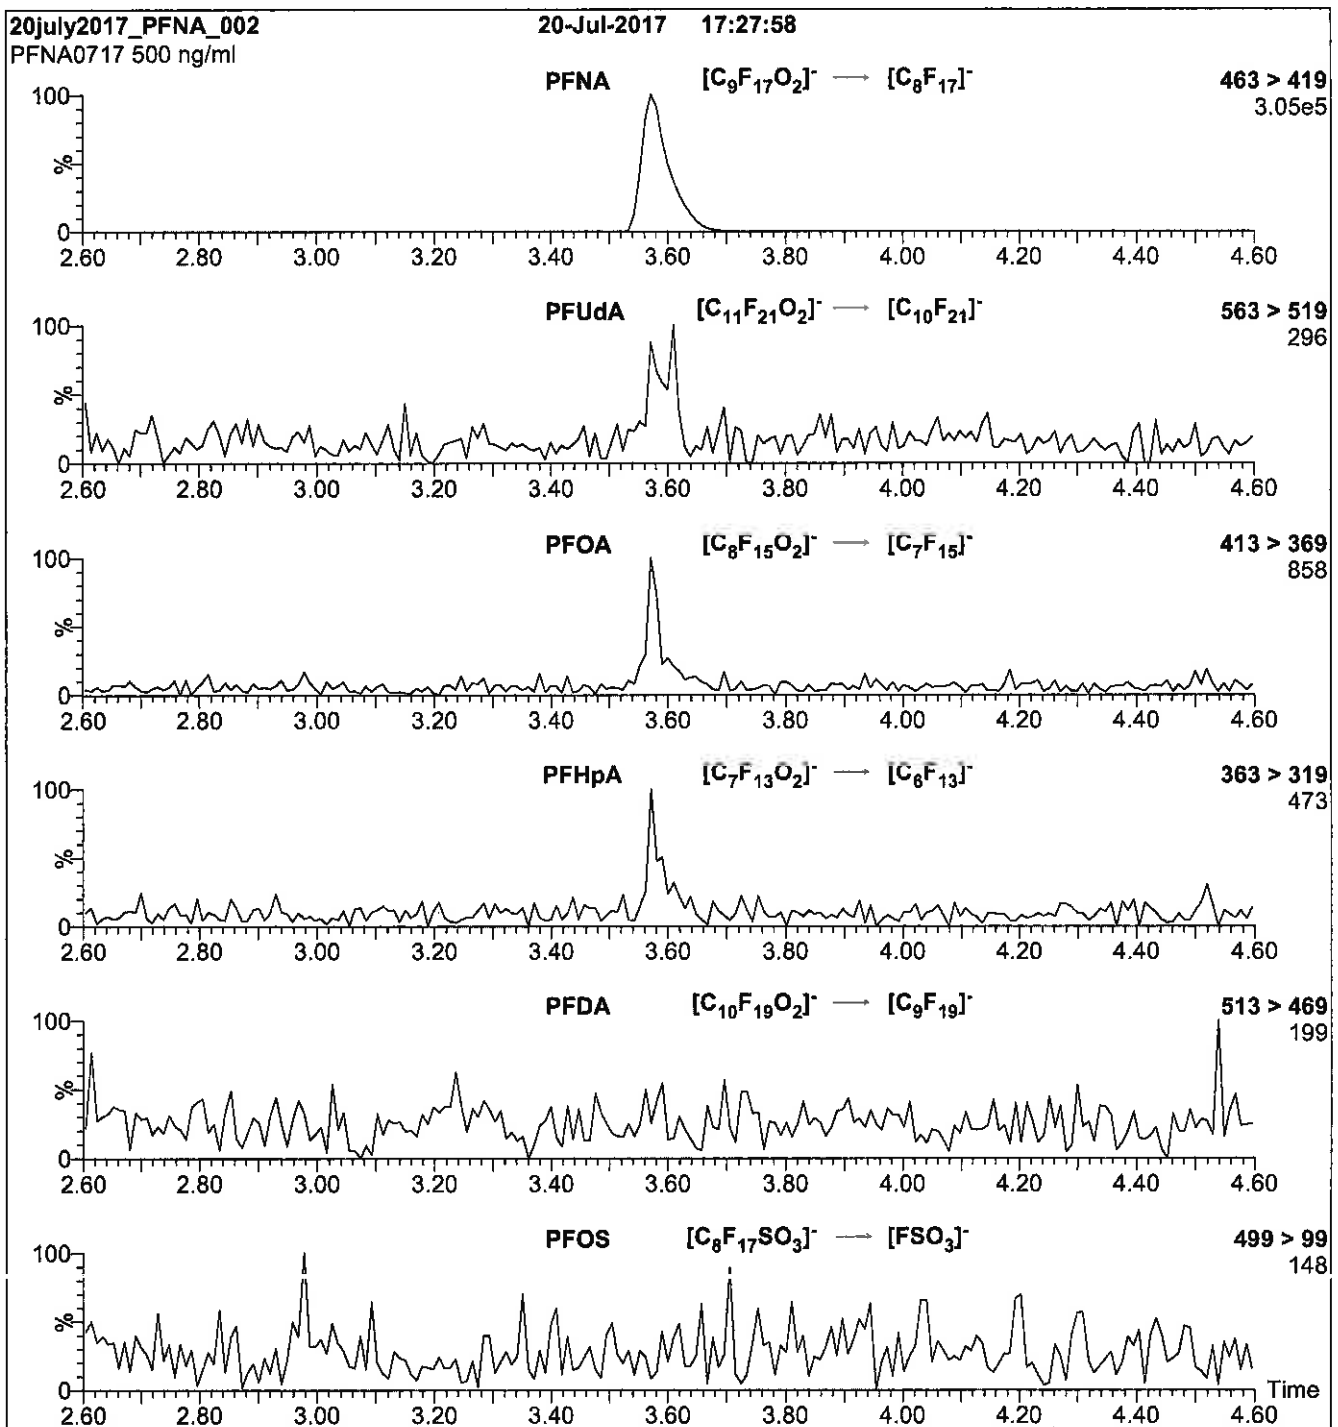 20july2017_PFNA_002 20-Jul-2017 17:27:58
PFNA0717 500 ng/ml
PFNA [C₉F₁₇O₂]⁻ → [C₈F₁₇]⁻ 463 > 419
3.05e5
100
%
0
2.60 2.80 3.00 3.20 3.40 3.60 3.80 4.00 4.20 4.40 4.60
PFUdA [C₁₁F₂₁O₂]⁻ → [C₁₀F₂₁]⁻ 563 > 519
296
100
%
0
2.60 2.80 3.00 3.20 3.40 3.60 3.80 4.00 4.20 4.40 4.60
PFOA [C₈F₁₅O₂]⁻ → [C₇F₁₅]⁻ 413 > 369
858
100
%
0
2.60 2.80 3.00 3.20 3.40 3.60 3.80 4.00 4.20 4.40 4.60
PFHpA [C₇F₁₃O₂]⁻ → [C₆F₁₃]⁻ 363 > 319
473
100
%
0
2.60 2.80 3.00 3.20 3.40 3.60 3.80 4.00 4.20 4.40 4.60
PFDA [C₁₀F₁₉O₂]⁻ → [C₉F₁₉]⁻ 513 > 469
199
100
%
0
2.60 2.80 3.00 3.20 3.40 3.60 3.80 4.00 4.20 4.40 4.60
PFOS [C₈F₁₇SO₃]⁻ → [FSO₃]⁻ 499 > 99
148
100
%
0
Time
2.60 2.80 3.00 3.20 3.40 3.60 3.80 4.00 4.20 4.40 4.60